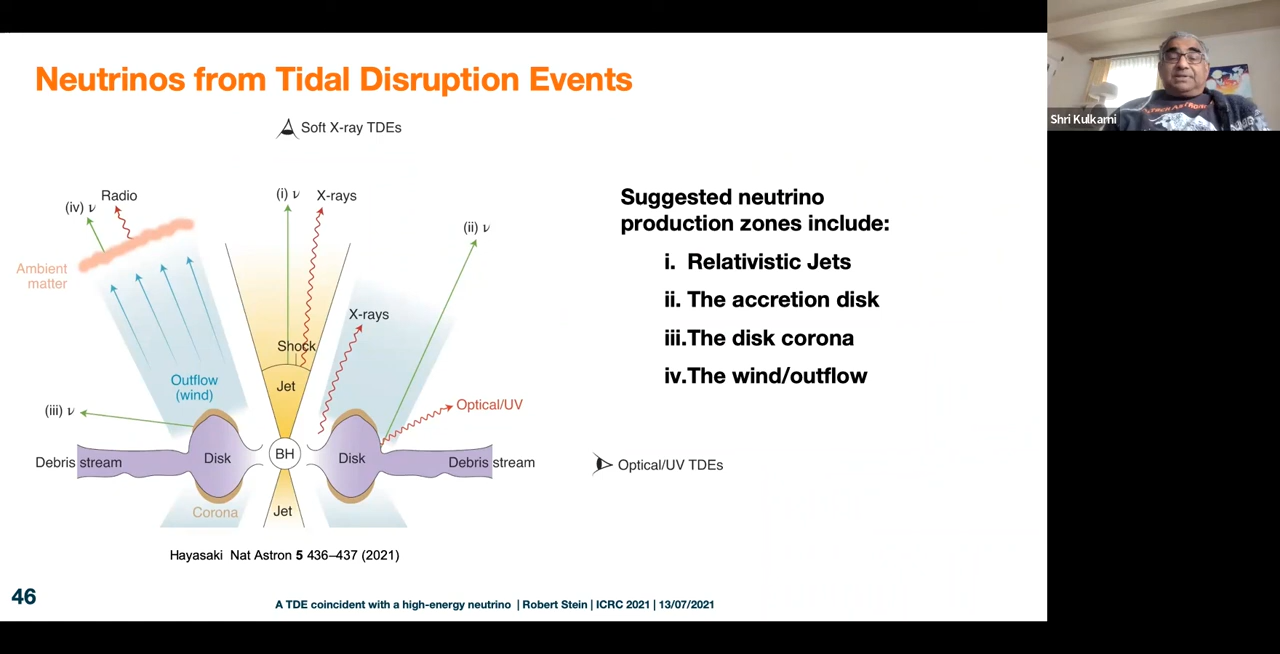 Neutrinos from Tidal Disruption Events
Soft X-ray TDEs
Radio
(iv) ν
(i) ν
X-rays
(ii) ν
Ambient
matter
X-rays
Shock
Jet
Outflow
(wind)
(iii) ν
Optical/UV
Debris stream
Disk
BH
Disk
Debris stream
Corona
Jet
Optical/UV TDEs
Hayasaki Nat Astron 5 436–437 (2021)
Suggested neutrino
production zones include:
i. Relativistic Jets
ii. The accretion disk
iii.The disk corona
iv.The wind/outflow
46
A TDE coincident with a high-energy neutrino | Robert Stein | ICRC 2021 | 13/07/2021
Shri Kulkarni